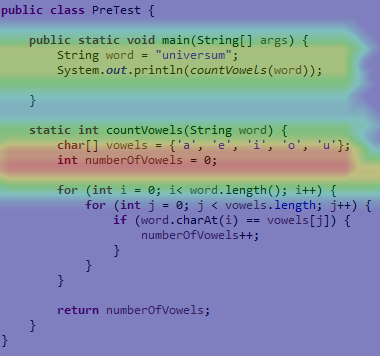 public class PreTest {
public static void main(String[] args) {
String word = "universum";
System.out.println(countVowels(word));
}
static int countVowels(String word) {
char[] vowels = {'a', 'e', 'i', 'o', 'u'};
int numberOfVowels = 0;
for (int i = 0; i< word.length(); i++) {
for (int j = 0; j < vowels.length; j++) {
if (word.charAt(i) == vowels[j]) {
numberOfVowels++;
}
}
}
return numberOfVowels;
}
}